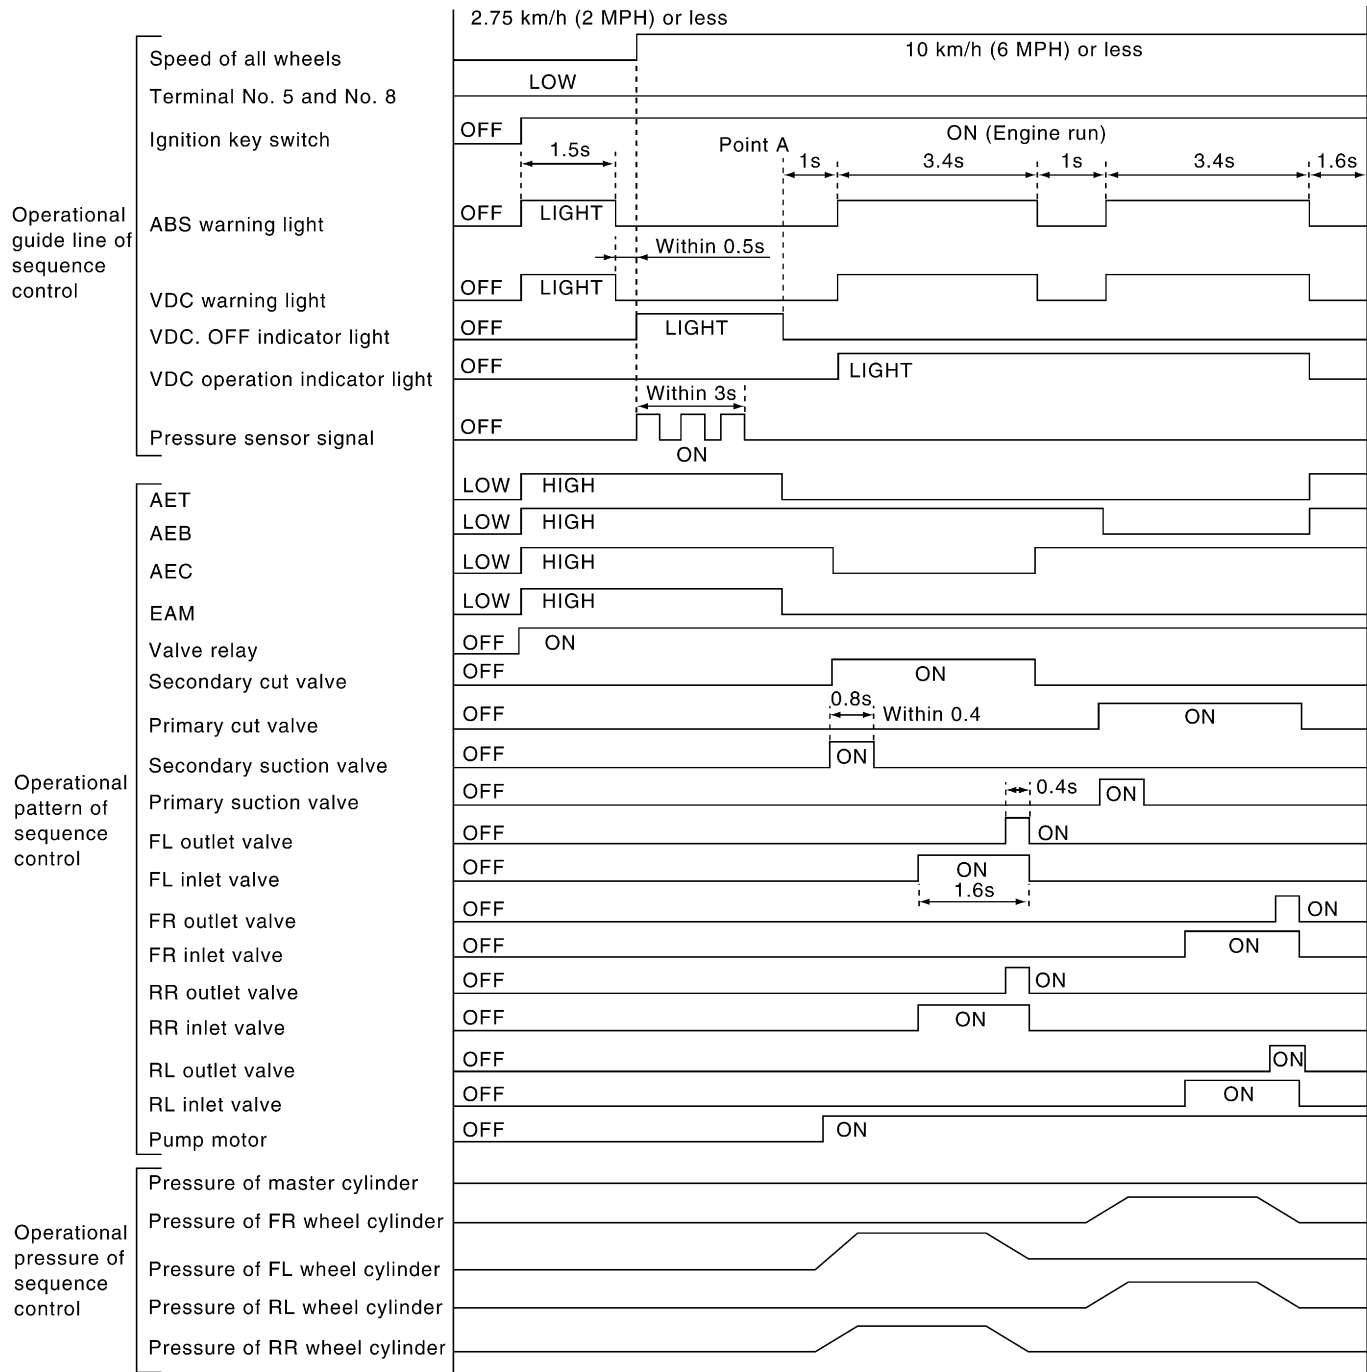 2.75 km/h (2 MPH) or less
Speed of all wheels
10 km/h (6 MPH) or less
Terminal No. 5 and No. 8
LOW
Ignition key switch
OFF
ON (Engine run)
Point A
1.5s
1s
3.4s
1s
3.4s
1.6s
Operational
guide line of
sequence
control
ABS warning light
OFF
LIGHT
Within 0.5s
VDC warning light
OFF
LIGHT
VDC. OFF indicator light
OFF
LIGHT
VDC operation indicator light
OFF
LIGHT
Within 3s
Pressure sensor signal
OFF
ON
AET
LOW
HIGH
AEB
LOW
HIGH
AEC
LOW
HIGH
EAM
LOW
HIGH
Valve relay
OFF
ON
Secondary cut valve
OFF
ON
0.8s
Within 0.4
Primary cut valve
OFF
ON
Secondary suction valve
OFF
ON
Operational
pattern of
sequence
control
Primary suction valve
OFF
0.4s
ON
FL outlet valve
OFF
ON
FL inlet valve
OFF
ON
1.6s
FR outlet valve
OFF
ON
FR inlet valve
OFF
ON
RR outlet valve
OFF
ON
RR inlet valve
OFF
ON
RL outlet valve
OFF
ON
RL inlet valve
OFF
ON
Pump motor
OFF
ON
Operational
pressure of
sequence
control
Pressure of master cylinder
Pressure of FR wheel cylinder
Pressure of FL wheel cylinder
Pressure of RL wheel cylinder
Pressure of RR wheel cylinder